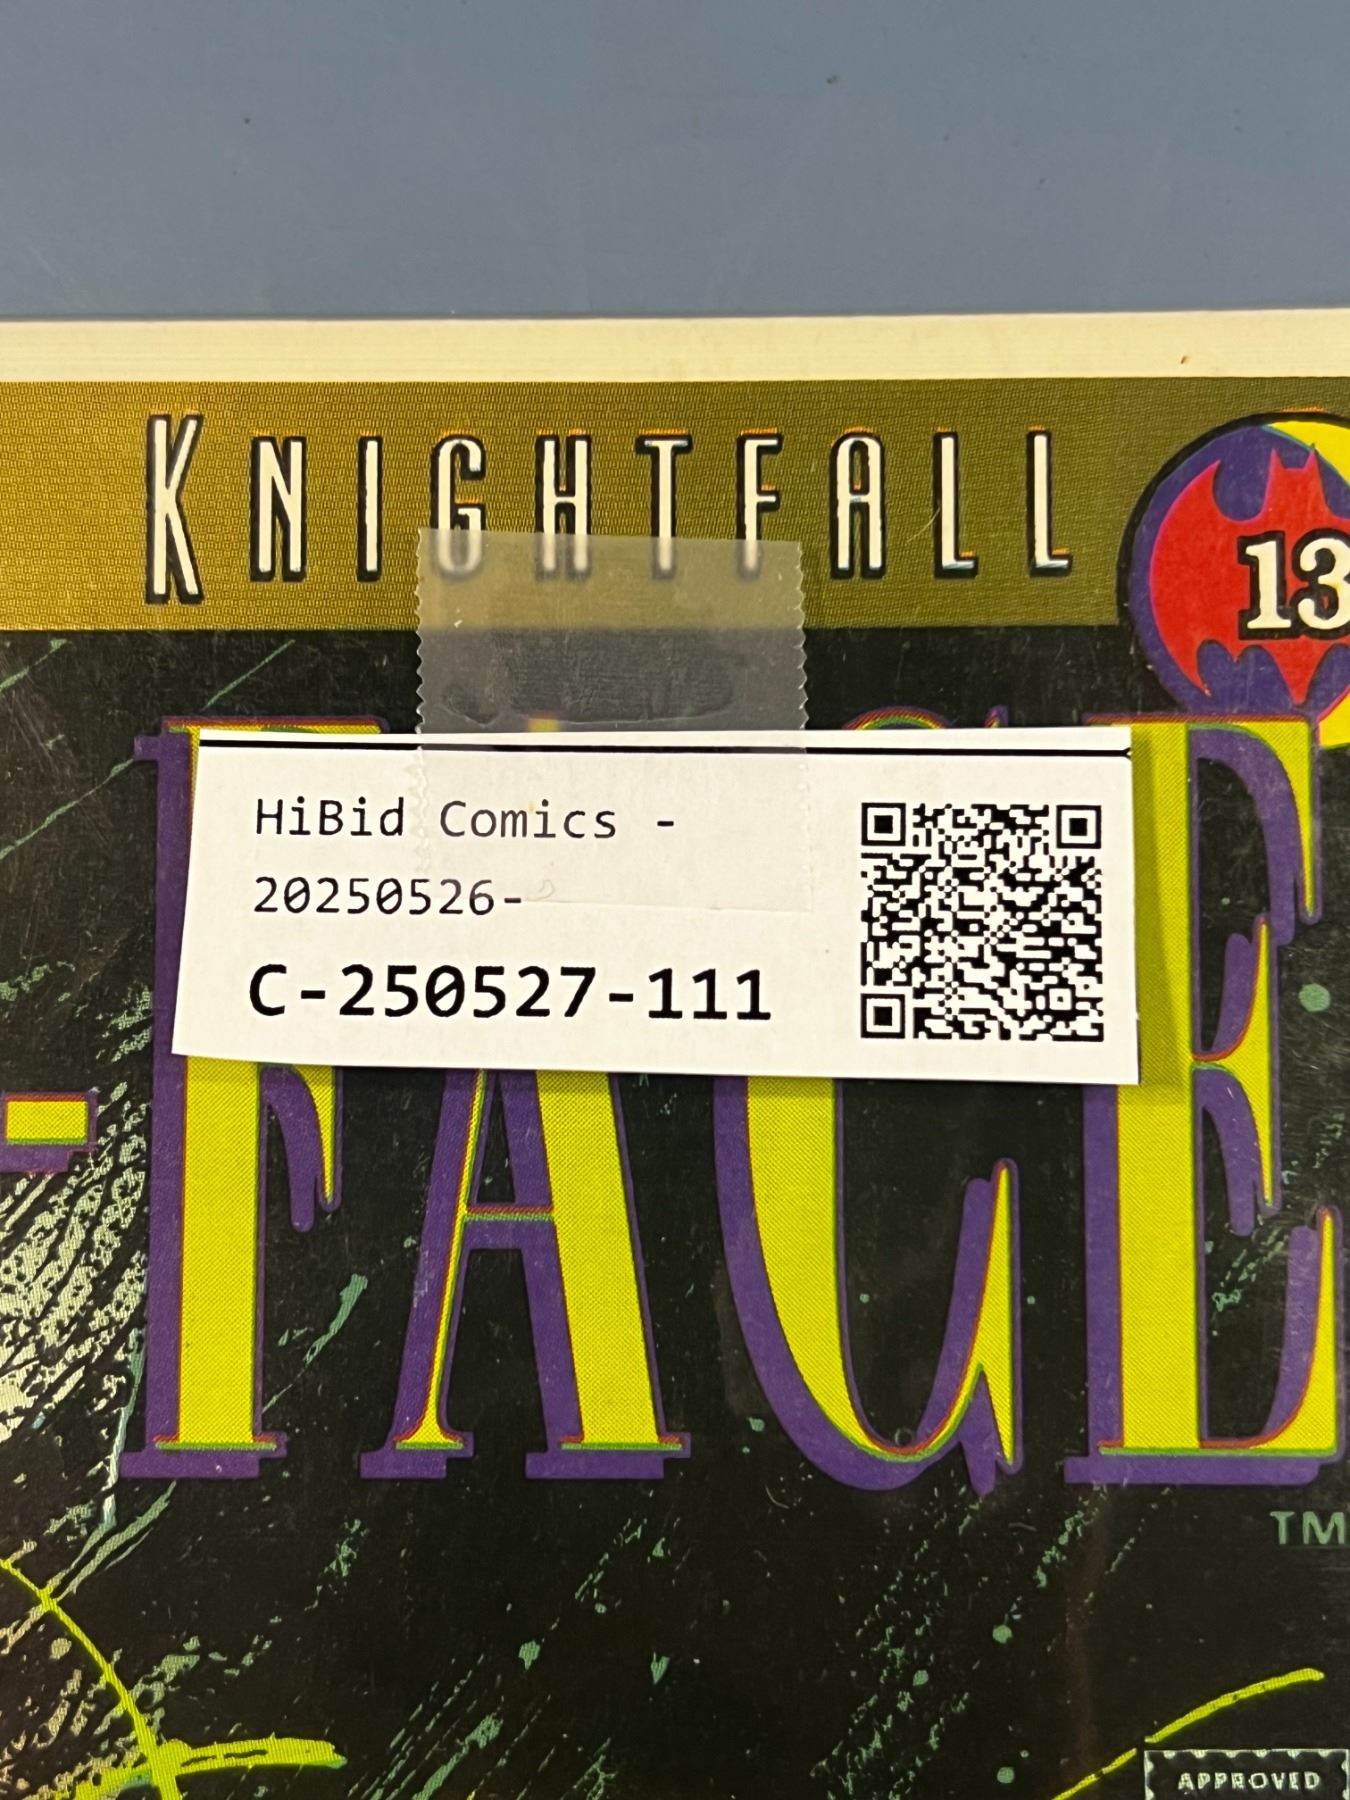 KNIGHTFALL
13
HiBid Comics -
20250526-
C-250527-111
-FACE
TM
APPROVED